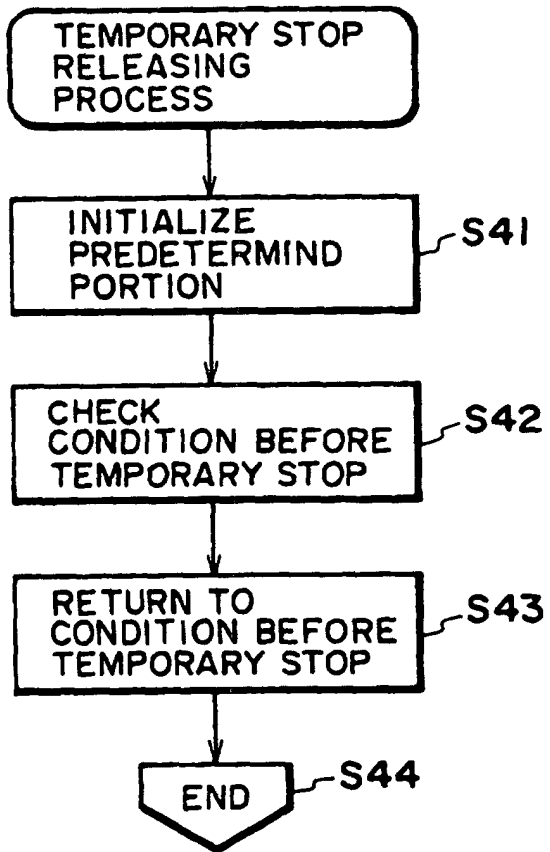 TEMPORARY STOP
RELEASING
PROCESS
INITIALIZE
PREDETERMIND
PORTION
S41
CHECK
CONDITION BEFORE
TEMPORARY STOP
S42
RETURN TO
CONDITION BEFORE
TEMPORARY STOP
S43
END
S44